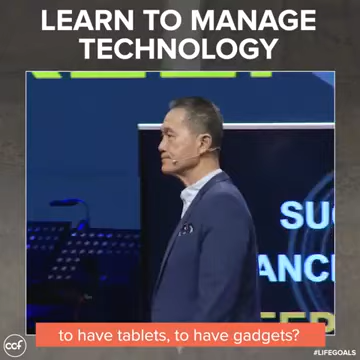 LEARN TO MANAGE
TECHNOLOGY
SU
ANC
to have tablets, to have gadgets?
ccf
#LIFEGOALS